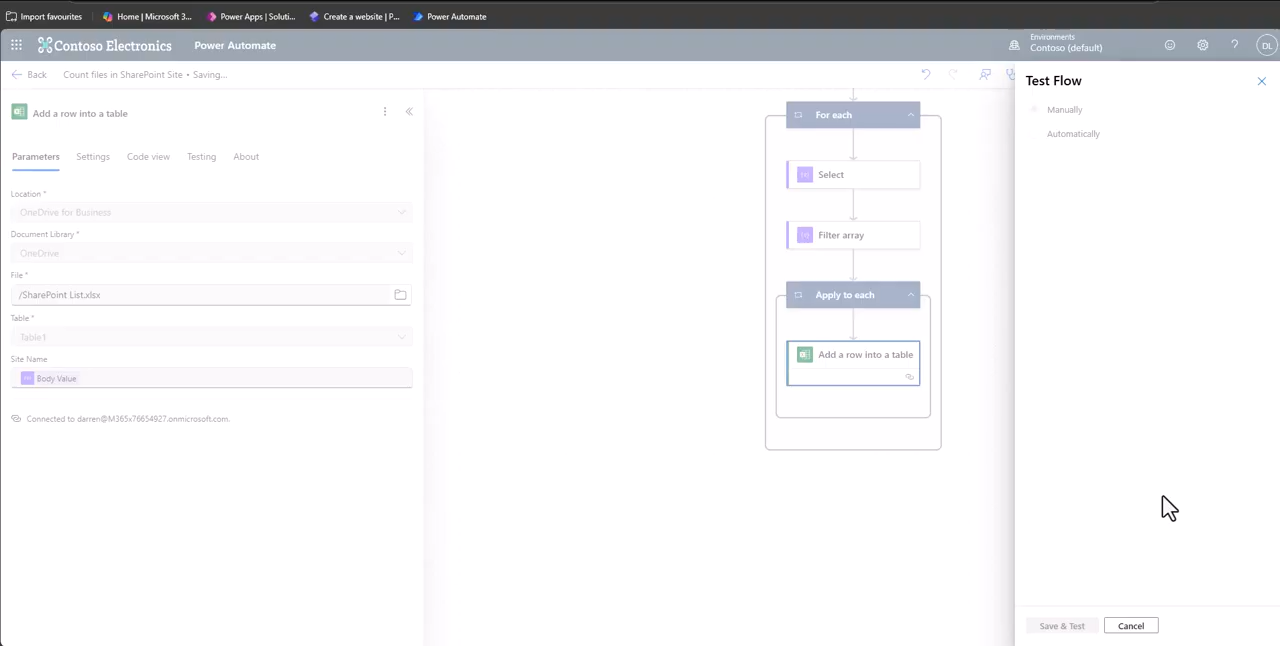 Import favourites
Home | Microsoft 3...
Power Apps | Soluti...
Create a website | P...
Power Automate
Contoso Electronics
Power Automate
Environments
Contoso (default)
?
DL
Back
Count files in SharePoint Site • Saving...
Test Flow
Manually
Automatically
Add a row into a table
Parameters
Settings
Code view
Testing
About
Location *
OneDrive for Business
Document Library *
OneDrive
File *
/SharePoint List.xlsx
Table *
Table1
Site Name
Body Value
Connected to darren@M365x76654927.onmicrosoft.com.
For each
Select
Filter array
Apply to each
Add a row into a table
Save & Test
Cancel